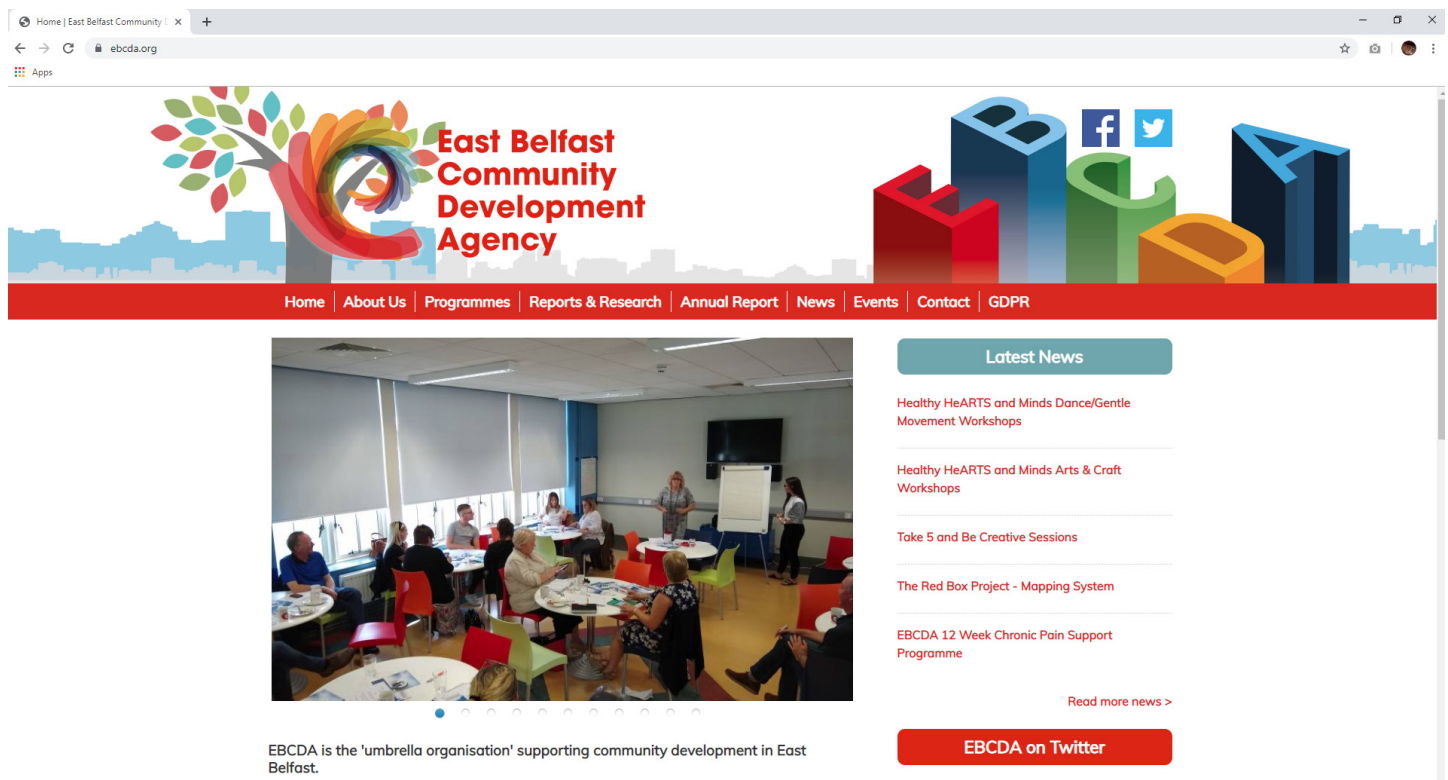 Home | East Belfast Community
ebcda.org
Apps
East Belfast
Community
Development
Agency
EBCDA
Home
About Us
Programmes
Reports & Research
Annual Report
News
Events
Contact
GDPR
Latest News
Healthy HeARTS and Minds Dance/Gentle
Movement Workshops
Healthy HeARTS and Minds Arts & Craft
Workshops
Take 5 and Be Creative Sessions
The Red Box Project - Mapping System
EBCDA 12 Week Chronic Pain Support
Programme
Read more news >
EBCDA on Twitter
EBCDA is the 'umbrella organisation' supporting community development in East
Belfast.